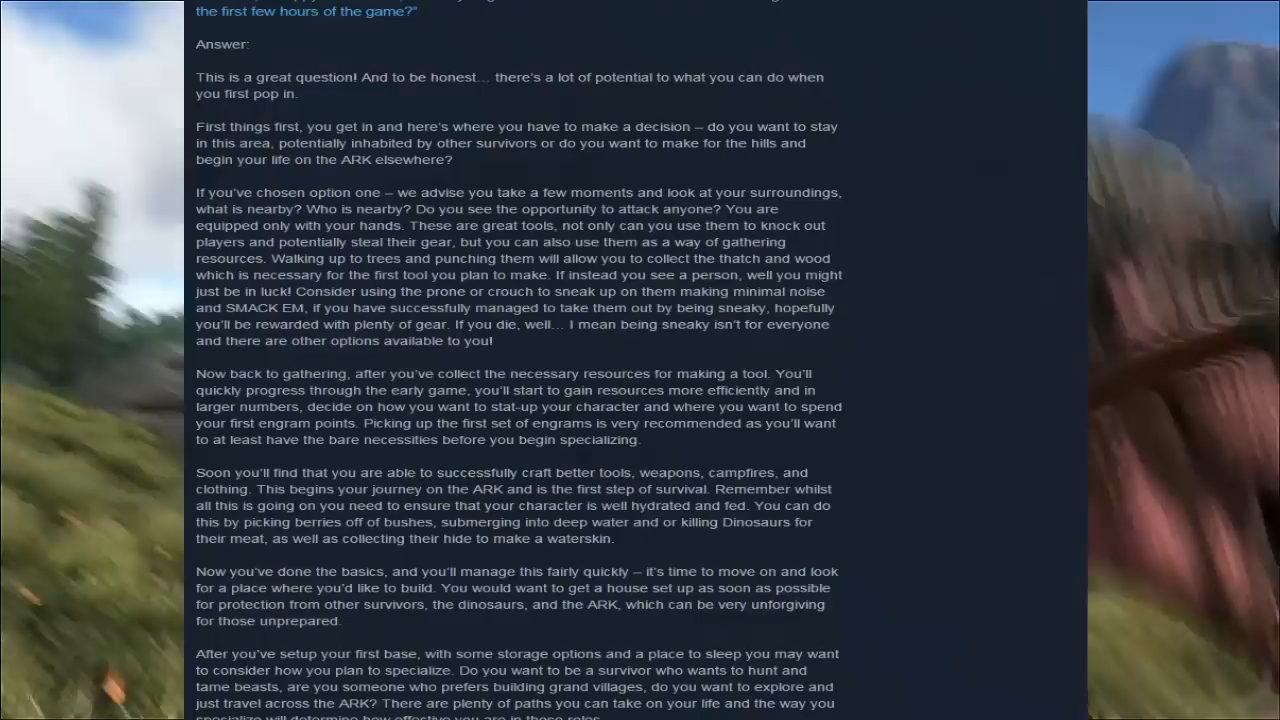 the first few hours of the game?"
Answer:
This is a great question! And to be honest... there's a lot of potential to what you can do when
you first pop in.
First things first, you get in and here's where you have to make a decision – do you want to stay
in this area, potentially inhabited by other survivors or do you want to make for the hills and
begin your life on the ARK elsewhere?
If you've chosen option one – we advise you take a few moments and look at your surroundings,
what is nearby? Who is nearby? Do you see the opportunity to attack anyone? You are
equipped only with your hands. These are great tools, not only can you use them to knock out
players and potentially steal their gear, but you can also use them as a way of gathering
resources. Walking up to trees and punching them will allow you to collect the thatch and wood
which is necessary for the first tool you plan to make. If instead you see a person, well you might
just be in luck! Consider using the prone or crouch to sneak up on them making minimal noise
and SMACK EM, if you have successfully managed to take them out by being sneaky, hopefully
you'll be rewarded with plenty of gear. If you die, well... I mean being sneaky isn't for everyone
and there are other options available to you!
Now back to gathering, after you've collect the necessary resources for making a tool. You'll
quickly progress through the early game, you'll start to gain resources more efficiently and in
larger numbers, decide on how you want to stat-up your character and where you want to spend
your first engram points. Picking up the first set of engrams is very recommended as you'll want
to at least have the bare necessities before you begin specializing.
Soon you'll find that you are able to successfully craft better tools, weapons, campfires, and
clothing. This begins your journey on the ARK and is the first step of survival. Remember whilst
all this is going on you need to ensure that your character is well hydrated and fed. You can do
this by picking berries off of bushes, submerging into deep water and or killing Dinosaurs for
their meat, as well as collecting their hide to make a waterskin.
Now you've done the basics, and you'll manage this fairly quickly – it's time to move on and look
for a place where you'd like to build. You would want to get a house set up as soon as possible
for protection from other survivors, the dinosaurs, and the ARK, which can be very unforgiving
for those unprepared.
After you've setup your first base, with some storage options and a place to sleep you may want
to consider how you plan to specialize. Do you want to be a survivor who wants to hunt and
tame beasts, are you someone who prefers building grand villages, do you want to explore and
just travel across the ARK? There are plenty of paths you can take on your life and the way you
specialize will determine how effective you are in those roles.